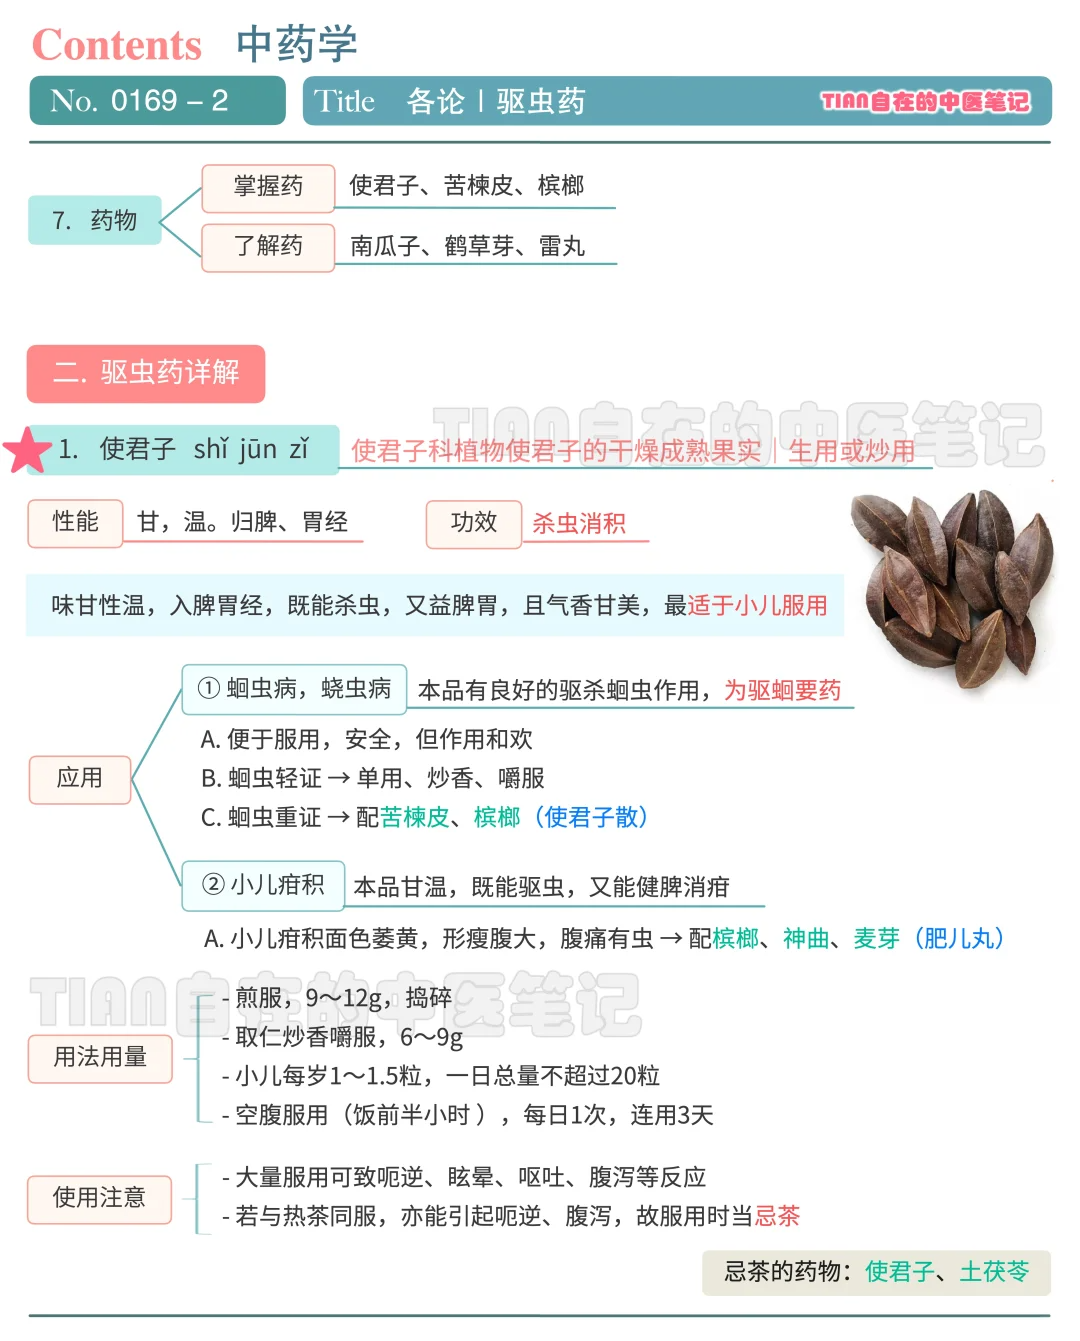 Contents 中药学
No. 0169 – 2
Title 各论 | 驱虫药
TIAN自在的中医笔记
7. 药物
掌握药 使君子、苦楝皮、槟榔
了解药 南瓜子、鹤草芽、雷丸
二. 驱虫药详解
TIAN自在的中医笔记
1. 使君子 shǐ jūn zǐ 使君子科植物使君子的干燥成熟果实｜生用或炒用
性能 甘，温。归脾、胃经
功效 杀虫消积
味甘性温，入脾胃经，既能杀虫，又益脾胃，且气香甘美，最适于小儿服用
应用
① 蛔虫病，蛲虫病 本品有良好的驱杀蛔虫作用，为驱蛔要药
A. 便于服用，安全，但作用和欢
B. 蛔虫轻证 → 单用、炒香、嚼服
C. 蛔虫重证 → 配苦楝皮、槟榔（使君子散）
② 小儿疳积 本品甘温，既能驱虫，又能健脾消疳
A. 小儿疳积面色萎黄，形瘦腹大，腹痛有虫 → 配槟榔、神曲、麦芽（肥儿丸）
TIAN自在的中医笔记
用法用量
- 煎服，9～12g，捣碎
- 取仁炒香嚼服，6～9g
- 小儿每岁1～1.5粒，一日总量不超过20粒
- 空腹服用（饭前半小时 ），每日1次，连用3天
使用注意
- 大量服用可致呃逆、眩晕、呕吐、腹泻等反应
- 若与热茶同服，亦能引起呃逆、腹泻，故服用时当忌茶
忌茶的药物：使君子、土茯苓